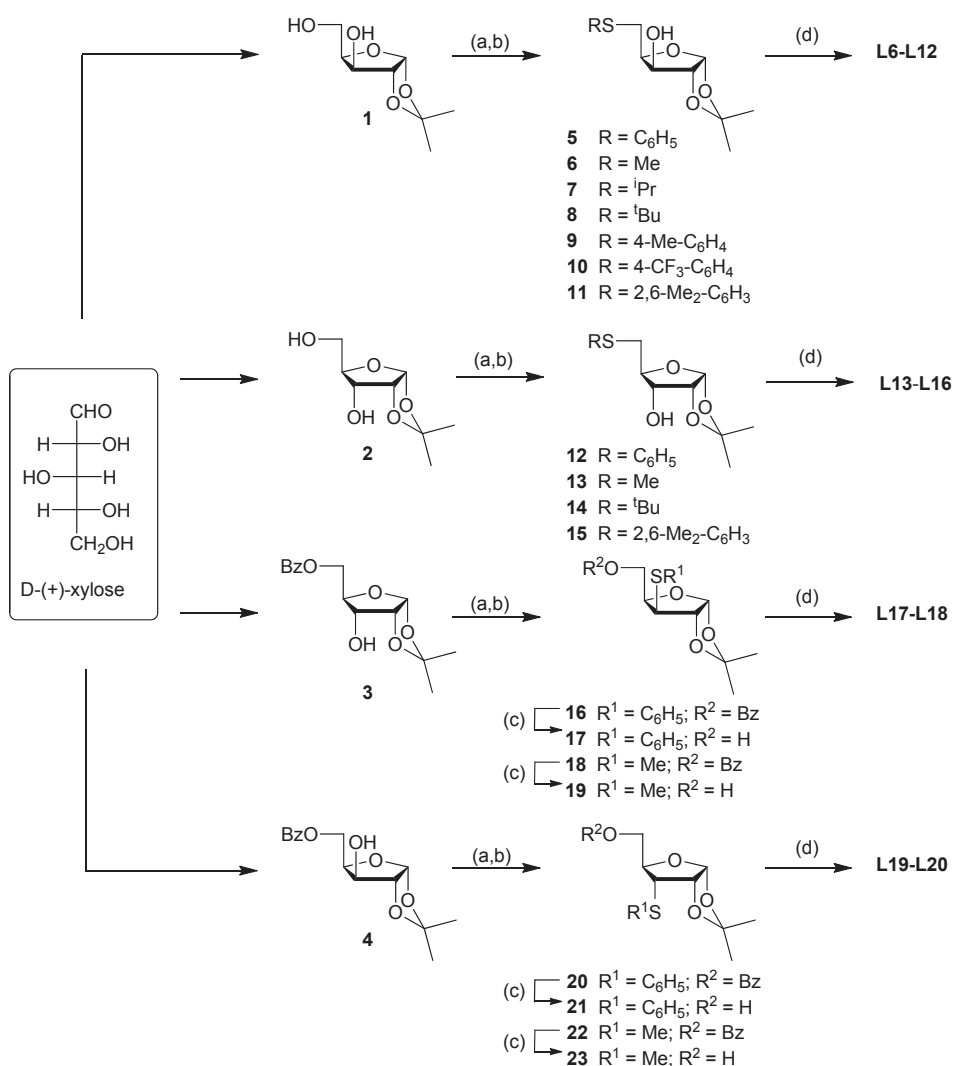 HO
OH
O
O
O
1
(a,b)
RS
OH
O
O
O
(d)
L6-L12
5 R = C6H5
6 R = Me
7 R = iPr
8 R = tBu
9 R = 4-Me-C6H4
10 R = 4-CF3-C6H4
11 R = 2,6-Me2-C6H3
HO
O
OH
O
O
2
(a,b)
RS
O
OH
O
O
(d)
L13-L16
12 R = C6H5
13 R = Me
14 R = tBu
15 R = 2,6-Me2-C6H3
CHO
H OH
HO H
H OH
CH2OH
D-(+)-xylose
BzO
O
OH
O
O
3
(a,b)
R2O
SR1
O
O
O
(d)
L17-L18
(c) 16 R1 = C6H5; R2 = Bz
17 R1 = C6H5; R2 = H
(c) 18 R1 = Me; R2 = Bz
19 R1 = Me; R2 = H
BzO
OH
O
O
O
4
(a,b)
R2O
O
R1S
O
O
(d)
L19-L20
(c) 20 R1 = C6H5; R2 = Bz
21 R1 = C6H5; R2 = H
(c) 22 R1 = Me; R2 = Bz
23 R1 = Me; R2 = H